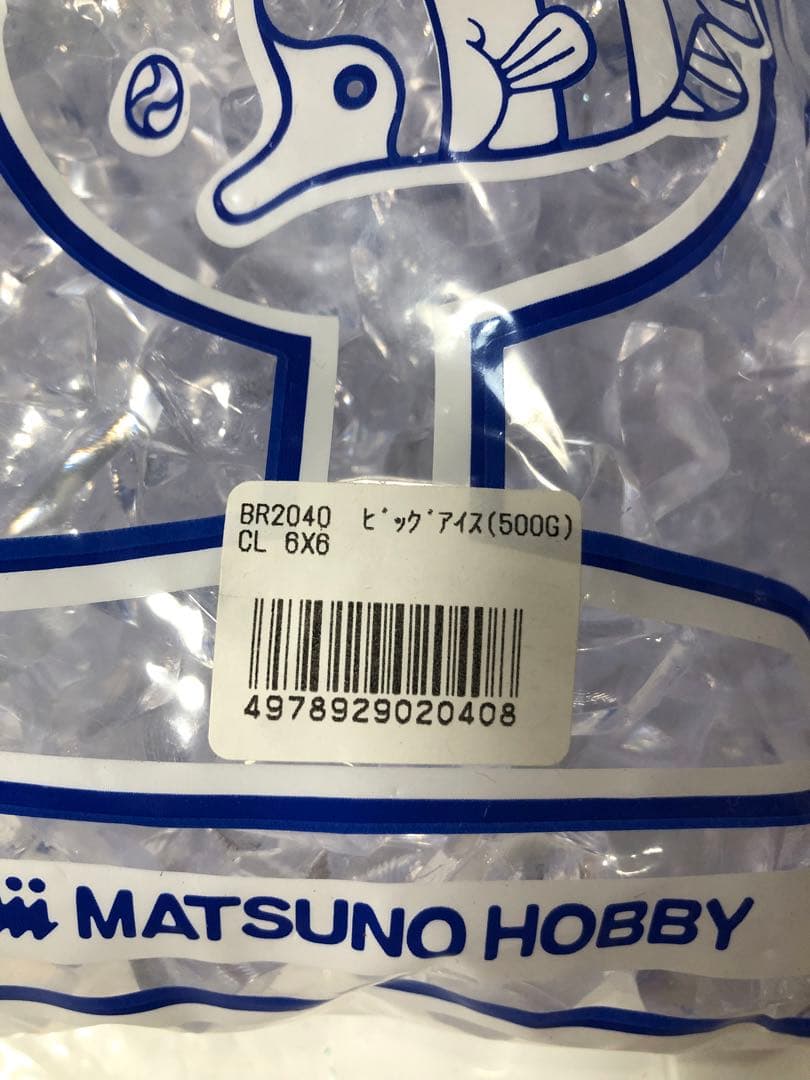 BR2040 ﾋﾞｯｸﾞｱｲｽ(500G)
CL 6X6
4978929020408
MATSUNO HOBBY